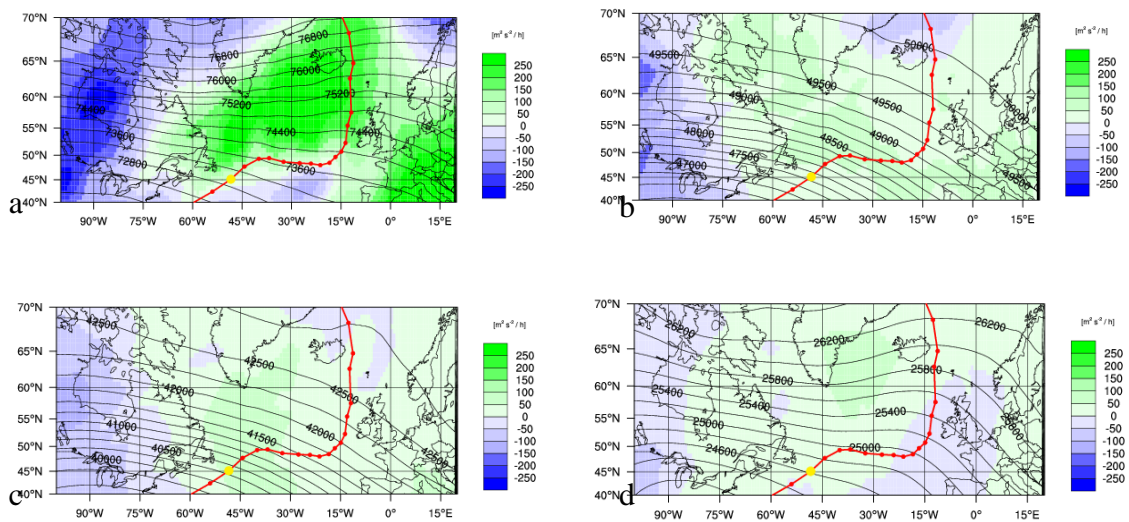 a
70°N
65°N
60°N
55°N
50°N
45°N
40°N
90°W
75°W
60°W
45°W
30°W
15°W
0°
15°E
76800
76800
76000
76000
75200
75200
74400
74400
74400
73600
72800
73600
[m² s⁻² / h]
250
200
150
100
50
0
-50
-100
-150
-200
-250
b
70°N
65°N
60°N
55°N
50°N
45°N
40°N
90°W
75°W
60°W
45°W
30°W
15°W
0°
15°E
49500
49500
49000
49500
48000
48500
49000
47500
47000
49500
[m² s⁻² / h]
250
200
150
100
50
0
-50
-100
-150
-200
-250
c
70°N
65°N
60°N
55°N
50°N
45°N
40°N
90°W
75°W
60°W
45°W
30°W
15°W
0°
15°E
42500
42500
42000
42500
41000
41500
42000
40500
40000
42500
[m² s⁻² / h]
250
200
150
100
50
0
-50
-100
-150
-200
-250
d
70°N
65°N
60°N
55°N
50°N
45°N
40°N
90°W
75°W
60°W
45°W
30°W
15°W
0°
15°E
26200
26200
26200
25800
25800
25400
25400
25400
25000
25000
24600
[m² s⁻² / h]
250
200
150
100
50
0
-50
-100
-150
-200
-250